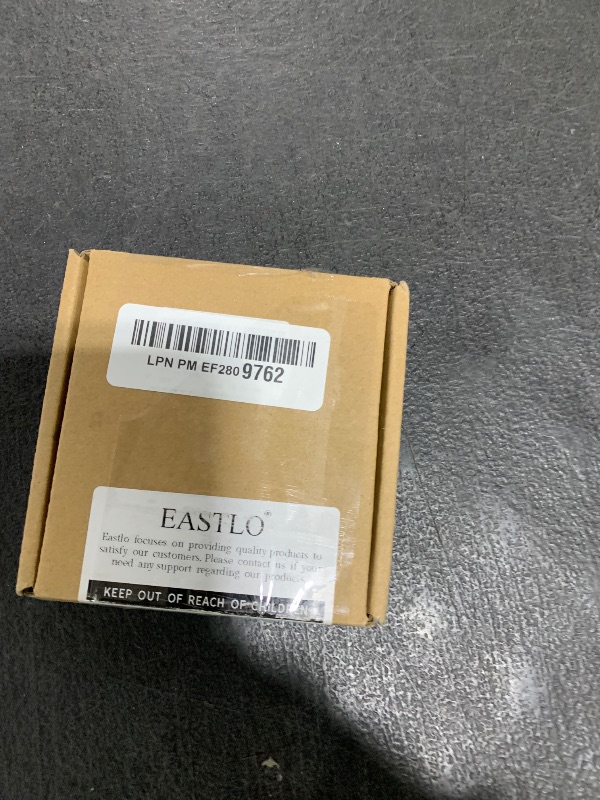 LPN PM EF280 9762
EASTLO®
Eastlo focuses on providing quality products to
satisfy our customers. Please contact us if you
need any support regarding our products.
KEEP OUT OF REACH OF CHILDREN